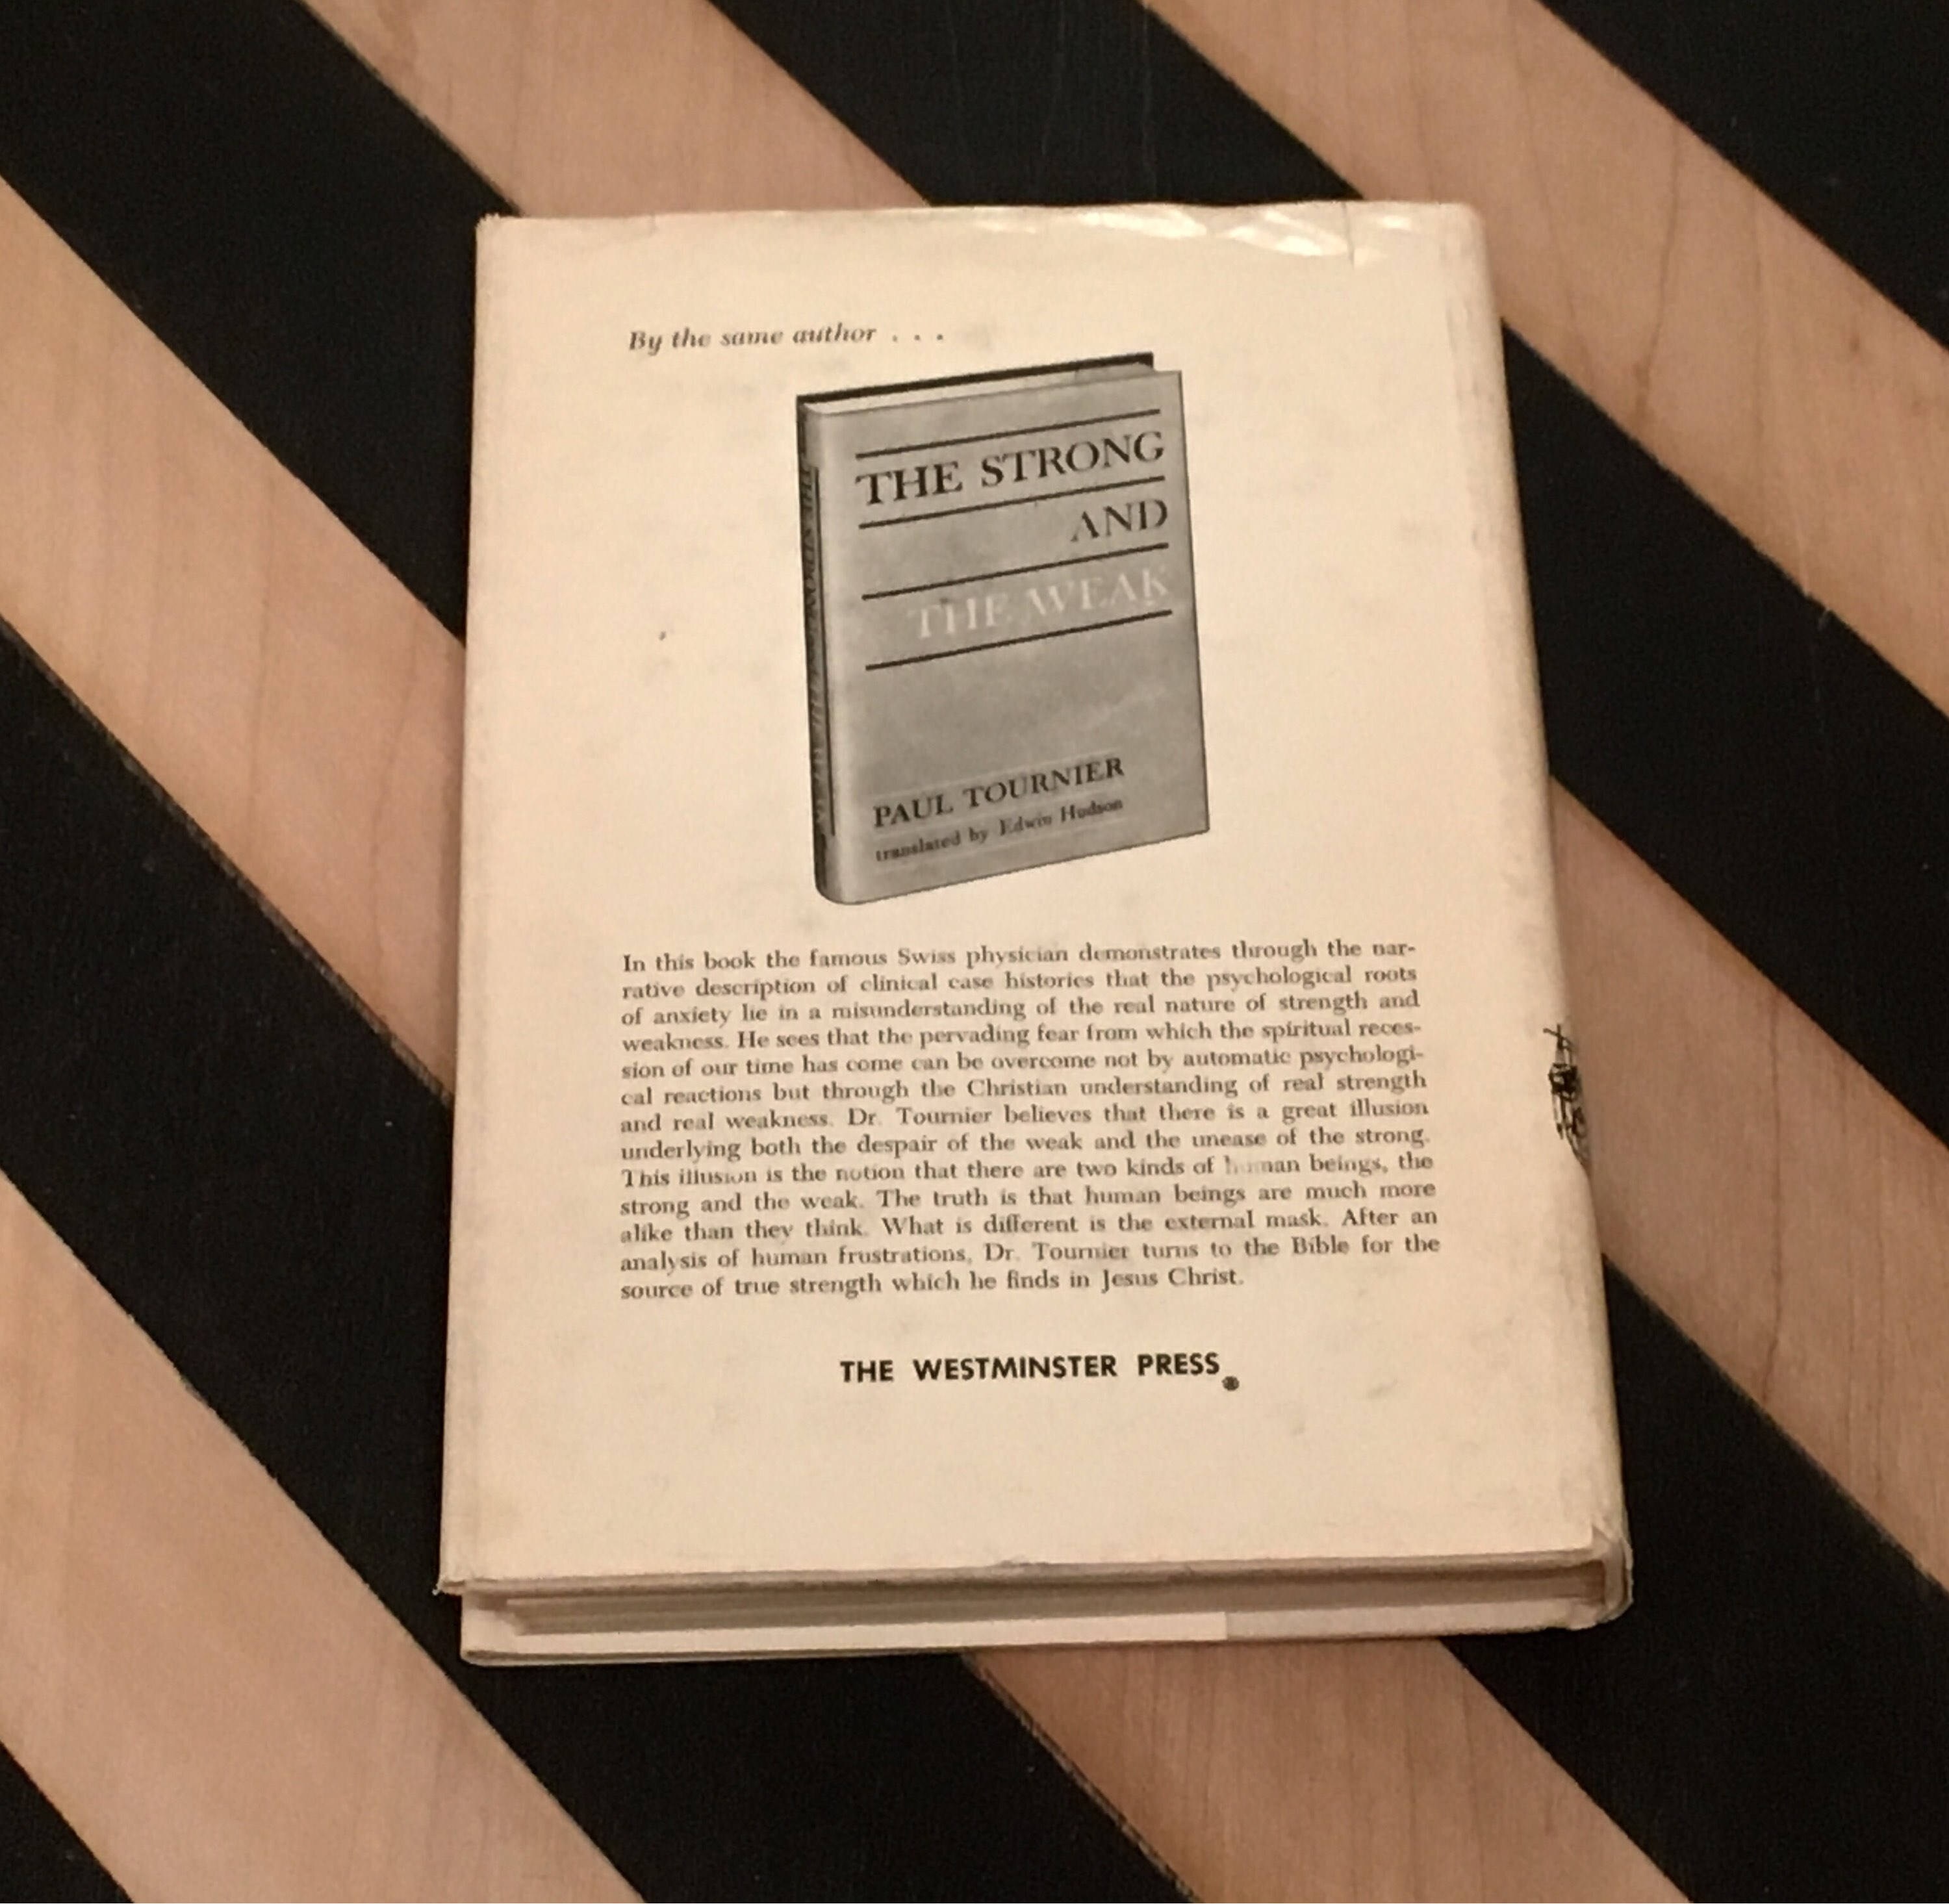 By the same author . . .
THE STRONG
AND
THE WEAK
PAUL TOURNIER
translated by Edwin Hudson
In this book the famous Swiss physician demonstrates through the nar-
rative description of clinical case histories that the psychological roots
of anxiety lie in a misunderstanding of the real nature of strength and
weakness. He sees that the pervading fear from which the spiritual reces-
sion of our time has come can be overcome not by automatic psychologi-
cal reactions but through the Christian understanding of real strength
and real weakness. Dr. Tournier believes that there is a great illusion
underlying both the despair of the weak and the unease of the strong.
This illusion is the notion that there are two kinds of human beings, the
strong and the weak. The truth is that human beings are much more
alike than they think. What is different is the external mask. After an
analysis of human frustrations, Dr. Tournier turns to the Bible for the
source of true strength which he finds in Jesus Christ.
THE WESTMINSTER PRESS